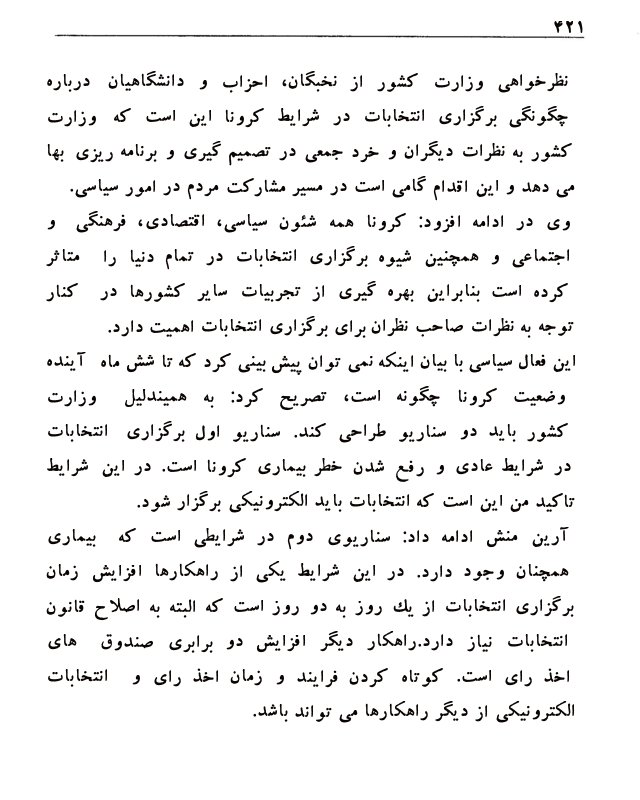 ۴۲۱
نظرخواهی وزارت کشور از نخبگان، احزاب و دانشگاهیان درباره
چگونگی برگزاری انتخابات در شرایط کرونا این است که وزارت
کشور به نظرات دیگران و خرد جمعی در تصمیم گیری و برنامه ریزی بها
می دهد و این اقدام گامی است در مسیر مشارکت مردم در امور سیاسی.
وی در ادامه افزود: کرونا همه شئون سیاسی، اقتصادی، فرهنگی و
اجتماعی و همچنین شیوه برگزاری انتخابات در تمام دنیا را متاثر
کرده است بنابراین بهره گیری از تجربیات سایر کشورها در کنار
توجه به نظرات صاحب نظران برای برگزاری انتخابات اهمیت دارد.
این فعال سیاسی با بیان اینکه نمی توان پیش بینی کرد که تا شش ماه آینده
وضعیت کرونا چگونه است، تصریح کرد: به همیندلیل وزارت
کشور باید دو سناریو طراحی کند. سناریو اول برگزاری انتخابات
در شرایط عادی و رفع شدن خطر بیماری کرونا است. در این شرایط
تاکید من این است که انتخابات باید الکترونیکی برگزار شود.
آرین منش ادامه داد: سناریوی دوم در شرایطی است که بیماری
همچنان وجود دارد. در این شرایط یکی از راهکارها افزایش زمان
برگزاری انتخابات از یك روز به دو روز است که البته به اصلاح قانون
انتخابات نیاز دارد.راهکار دیگر افزایش دو برابری صندوق های
اخذ رای است. کوتاه کردن فرایند و زمان اخذ رای و انتخابات
الکترونیکی از دیگر راهکارها می تواند باشد.